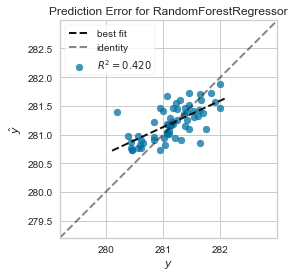 Prediction Error for RandomForestRegressor
best fit
identity
R² = 0.420
282.5
282.0
281.5
281.0
280.5
280.0
279.5
ŷ
280
281
282
y